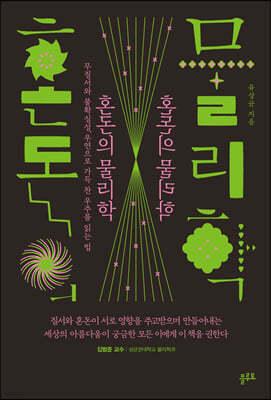 혼돈의
물리학
유상균 지음
무질서와 불확실성, 우연으로 가득 찬 우주를 읽는 법
혼돈의 물리학
혼돈의 물리학
질서와 혼돈이 서로 영향을 주고받으며 만들어내는
세상의 아름다움이 궁금한 모든 이에게 이 책을 권한다
김범준 교수 | 성균관대학교 물리학과
플루토